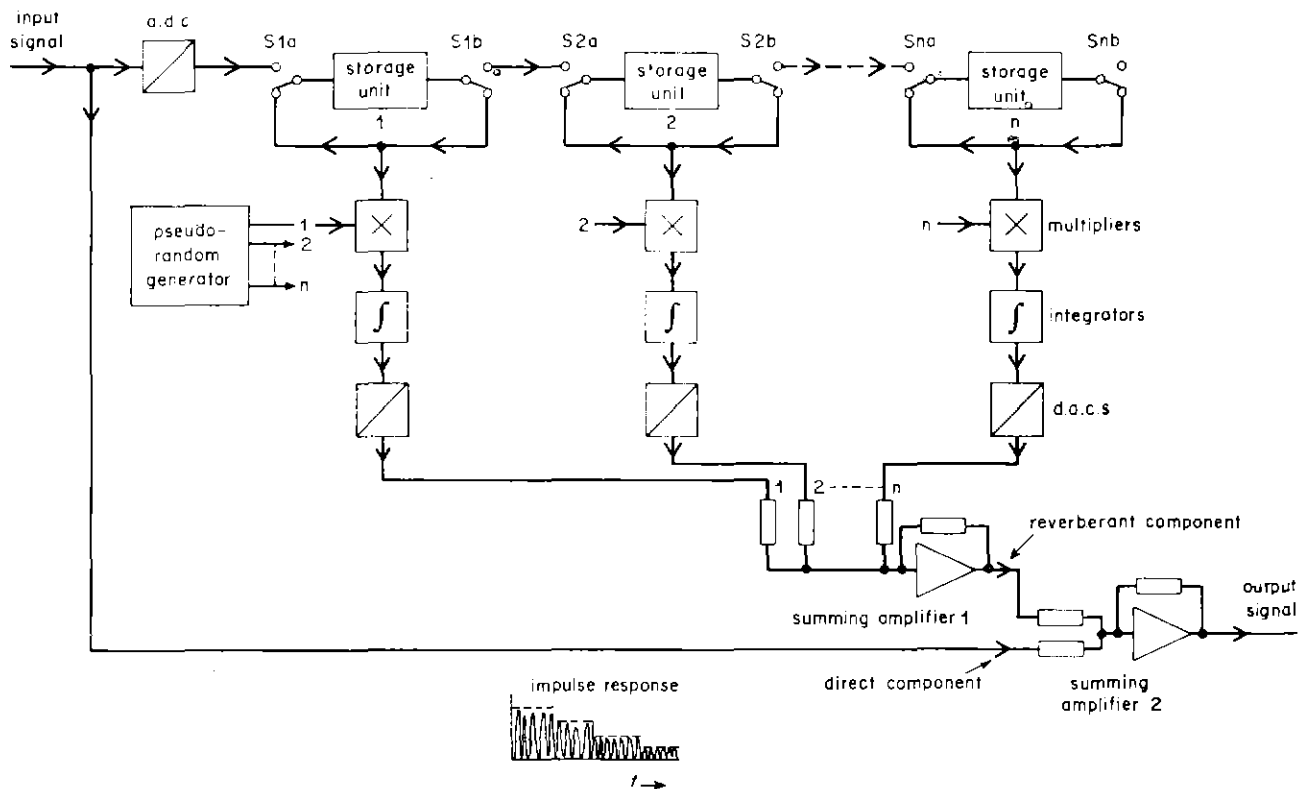 input
signal
a.d.c
S1a
S1b
S2a
S2b
Sna
Snb
storage
unit
1
storage
unit
2
storage
unit
n
pseudo-
random
generator
1
2
n
2
n
multipliers
integrators
d.a.c.s
1
2
n
reverberant component
summing amplifier 1
output
signal
direct component
summing
amplifier 2
impulse response
t